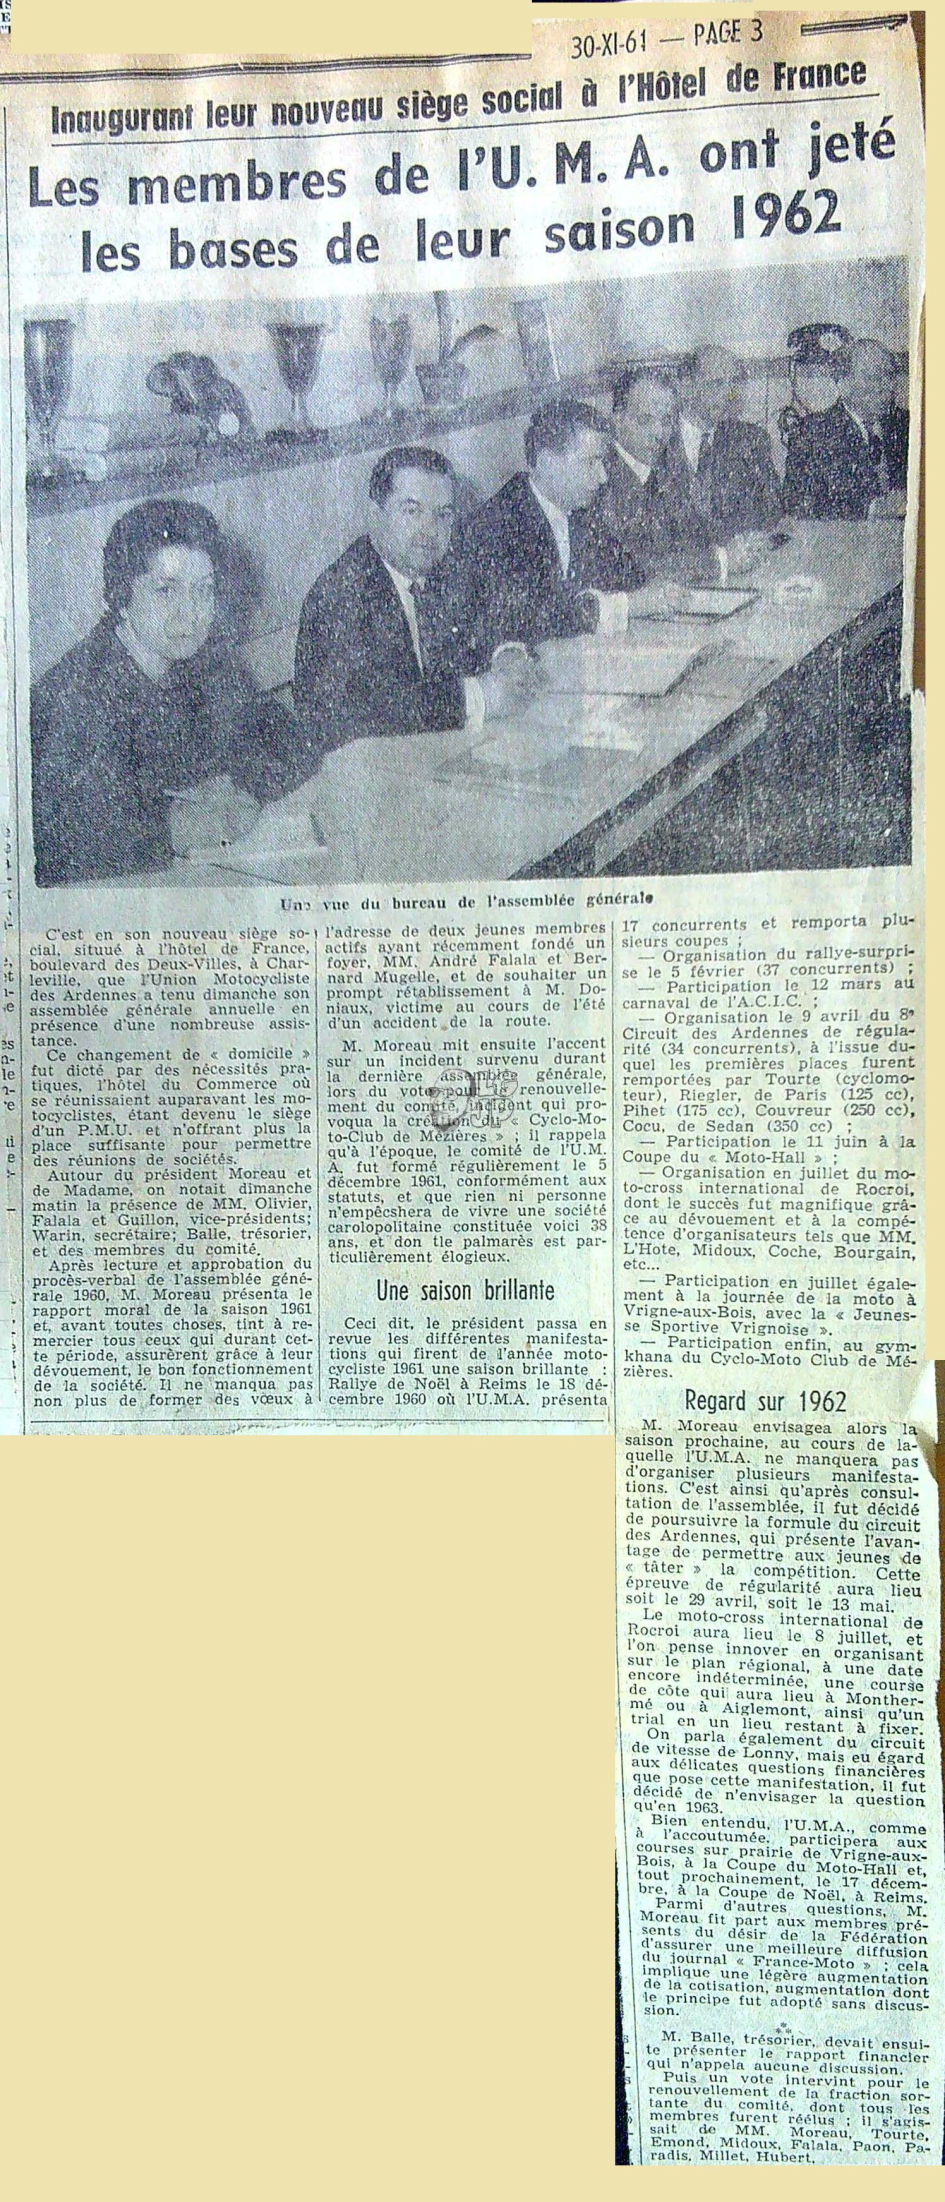 30-XI-61 — PAGE 3
Inaugurant leur nouveau siège social à l'Hôtel de France
Les membres de l'U. M. A. ont jeté
les bases de leur saison 1962
Une vue du bureau de l'assemblée générale
C'est en son nouveau siège so-
cial, situué à l'hôtel de France,
boulevard des Deux-Villes, à Char-
leville, que l'Union Motocycliste
des Ardennes a tenu dimanche son
assemblée générale annuelle en
présence d'une nombreuse assis-
tance.
Ce changement de « domicile »
fut dicté par des nécessités pra-
tiques, l'hôtel du Commerce où
se réunissaient auparavant les mo-
tocyclistes, étant devenu le siège
d'un P.M.U. et n'offrant plus la
place suffisante pour permettre
des réunions de sociétés.
Autour du président Moreau et
de Madame, on notait dimanche
matin la présence de MM. Olivier,
Falala et Guillon, vice-présidents;
Warin, secrétaire; Balle, trésorier,
et des membres du comité.
Après lecture et approbation du
procès-verbal de l'assemblée géné-
rale 1960, M. Moreau présenta le
rapport moral de la saison 1961
et, avant toutes choses, tint à re-
mercier tous ceux qui durant cet-
te période, assurèrent grâce à leur
dévouement, le bon fonctionnement
de la société. Il ne manqua pas
non plus de former des vœux à
l'adresse de deux jeunes membres
actifs ayant récemment fondé un
foyer, MM. André Falala et Ber-
nard Mugelle, et de souhaiter un
prompt rétablissement à M. Do-
niaux, victime au cours de l'été
d'un accident de la route.
M. Moreau mit ensuite l'accent
sur un incident survenu durant
la dernière assemblée générale,
lors du vote pour le renouvelle-
ment du comité, incident qui pro-
voqua la création du « Cyclo-Mo-
to-Club de Mézières » ; il rappela
qu'à l'époque, le comité de l'U.M.
A. fut formé régulièrement le 5
décembre 1961, conformément aux
statuts, et que rien ni personne
n'empêcshera de vivre une société
carolopolitaine constituée voici 38
ans, et don tle palmarès est par-
ticulièrement élogieux.
Une saison brillante
Ceci dit, le président passa en
revue les différentes manifesta-
tions qui firent de l'année moto-
cycliste 1961 une saison brillante :
Rallye de Noël à Reims le 18 dé-
cembre 1960 où l'U.M.A. présenta
17 concurrents et remporta plu-
sieurs coupes ;
— Organisation du rallye-surpri-
se le 5 février (37 concurrents) ;
— Participation le 12 mars au
carnaval de l'A.C.I.C. ;
— Organisation le 9 avril du 8e
Circuit des Ardennes de régula-
rité (34 concurrents), à l'issue du-
quel les premières places furent
remportées par Tourte (cyclomo-
teur), Riegler, de Paris (125 cc),
Pihet (175 cc), Couvreur (250 cc),
Cocu, de Sedan (350 cc) ;
— Participation le 11 juin à la
Coupe du « Moto-Hall » ;
— Organisation en juillet du mo-
to-cross international de Rocroi,
dont le succès fut magnifique grâ-
ce au dévouement et à la compé-
tence d'organisateurs tels que MM.
L'Hote, Midoux, Coche, Bourgain,
etc...
— Participation en juillet égale-
ment à la journée de la moto à
Vrigne-aux-Bois, avec la « Jeunes-
se Sportive Vrignoise ».
— Participation enfin, au gym-
khana du Cyclo-Moto Club de Mé-
zières.
Regard sur 1962
M. Moreau envisagea alors la
saison prochaine, au cours de la-
quelle l'U.M.A. ne manquera pas
d'organiser plusieurs manifesta-
tions. C'est ainsi qu'après consul-
tation de l'assemblée, il fut décidé
de poursuivre la formule du circuit
des Ardennes, qui présente l'avan-
tage de permettre aux jeunes de
« tâter » la compétition. Cette
épreuve de régularité aura lieu
soit le 29 avril, soit le 13 mai.
Le moto-cross international de
Rocroi aura lieu le 8 juillet, et
l'on pense innover en organisant
sur le plan régional, à une date
encore indéterminée, une course
de côte qui aura lieu à Monther-
mé ou à Aiglemont, ainsi qu'un
trial en un lieu restant à fixer.
On parla également du circuit
de vitesse de Lonny, mais eu égard
aux délicates questions financières
que pose cette manifestation, il fut
décidé de n'envisager la question
qu'en 1963.
Bien entendu, l'U.M.A., comme
à l'accoutumée, participera aux
courses sur prairie de Vrigne-aux-
Bois, à la Coupe du Moto-Hall et,
tout prochainement, le 17 décem-
bre, à la Coupe de Noël, à Reims.
Parmi d'autres questions, M.
Moreau fit part aux membres pré-
sents du désir de la Fédération
d'assurer une meilleure diffusion
du journal « France-Moto » ; cela
implique une légère augmentation
de la cotisation, augmentation dont
le principe fut adopté sans discus-
sion.
***
M. Balle, trésorier, devait ensui-
te présenter le rapport financier
qui n'appela aucune discussion.
Puis un vote intervint pour le
renouvellement de la fraction sor-
tante du comité, dont tous les
membres furent réélus ; il s'agis-
sait de MM. Moreau, Tourte,
Emond, Midoux, Falala, Paon, Pa-
radis, Millet, Hubert.